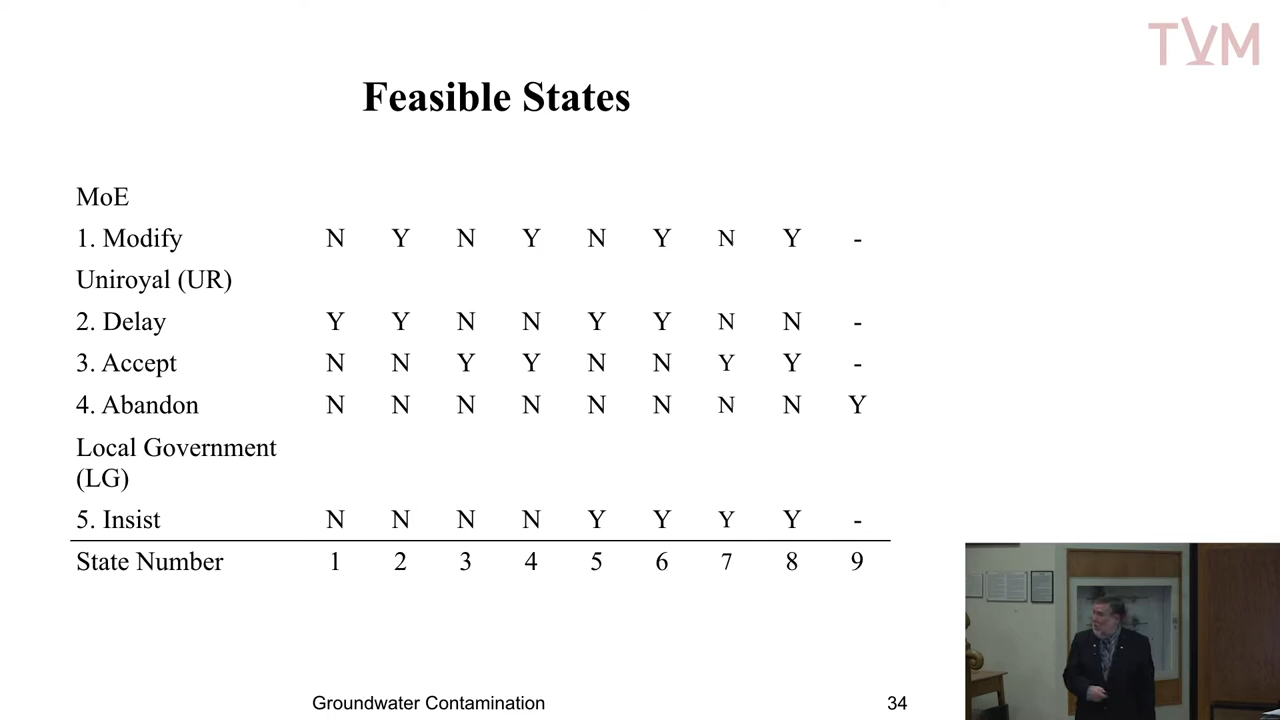 TVM
Feasible States
MoE
1. Modify N Y N Y N Y N Y -
Uniroyal (UR)
2. Delay Y Y N N Y Y N N -
3. Accept N N Y Y N N Y Y -
4. Abandon N N N N N N N N Y
Local Government
(LG)
5. Insist N N N N Y Y Y Y -
State Number 1 2 3 4 5 6 7 8 9
Groundwater Contamination 34